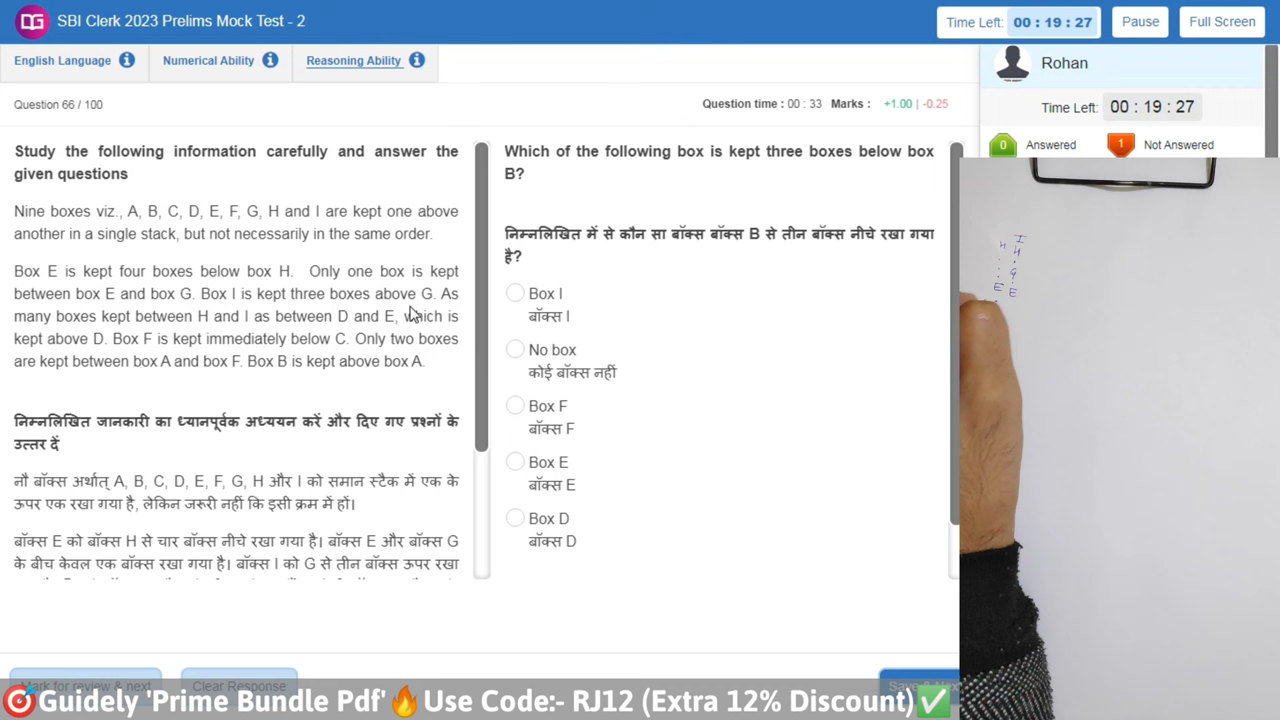 SBI Clerk 2023 Prelims Mock Test - 2
Time Left: 00 : 19 : 27
Pause
Full Screen
English Language
Numerical Ability
Reasoning Ability
Rohan
Question 66 / 100
Question time : 00 : 33 Marks : +1.00 | -0.25
Time Left: 00 : 19 : 27
0 Answered
1 Not Answered
Study the following information carefully and answer the
given questions
Nine boxes viz., A, B, C, D, E, F, G, H and I are kept one above
another in a single stack, but not necessarily in the same order.
Box E is kept four boxes below box H. Only one box is kept
between box E and box G. Box I is kept three boxes above G. As
many boxes kept between H and I as between D and E, which is
kept above D. Box F is kept immediately below C. Only two boxes
are kept between box A and box F. Box B is kept above box A.
निम्नलिखित जानकारी का ध्यानपूर्वक अध्ययन करें और दिए गए प्रश्नों के
उत्तर दें
नौ बॉक्स अर्थात् A, B, C, D, E, F, G, H और I को समान स्टैक में एक के
ऊपर एक रखा गया है, लेकिन जरूरी नहीं कि इसी क्रम में हों।
बॉक्स E को बॉक्स H से चार बॉक्स नीचे रखा गया है। बॉक्स E और बॉक्स G
के बीच केवल एक बॉक्स रखा गया है। बॉक्स I को G से तीन बॉक्स ऊपर रखा
Which of the following box is kept three boxes below box
B?
निम्नलिखित में से कौन सा बॉक्स बॉक्स B से तीन बॉक्स नीचे रखा गया
है?
Box I
बॉक्स I
No box
कोई बॉक्स नहीं
Box F
बॉक्स F
Box E
बॉक्स E
Box D
बॉक्स D
I
H H
G
E E
Mark for review & next
Clear Response
🎯Guidely 'Prime Bundle Pdf'🔥Use Code:- RJ12 (Extra 12% Discount)✅